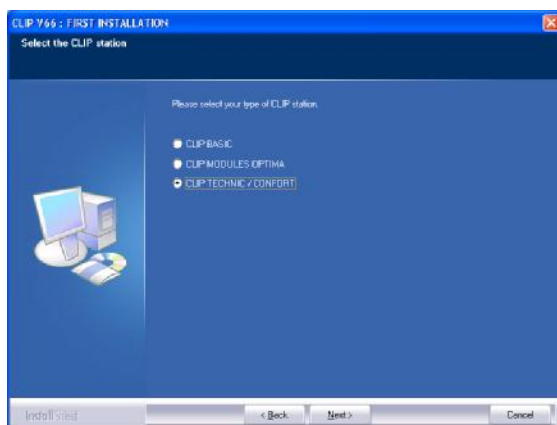 CLIP V66 : FIRST INSTALLATION
Select the CLIP station
Please select your type of CLIP station.
CLIP BASIC
CLIP MODULES OPTIMA
CLIP TECHNIC / CONFORT
< Back
Next >
Cancel